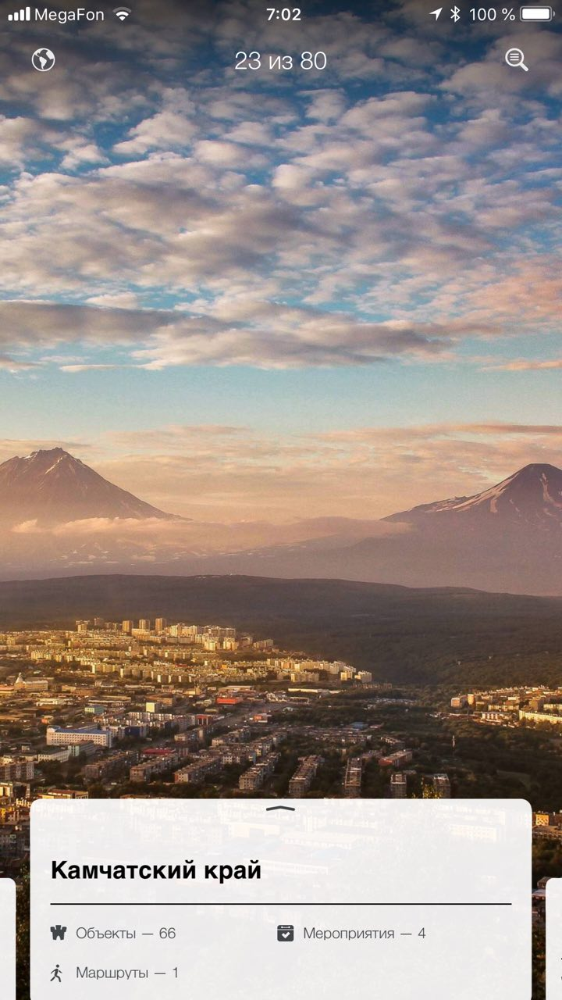 MegaFon 7:02 100 %
23 из 80
Камчатский край
Объекты — 66 Мероприятия — 4
Маршруты — 1